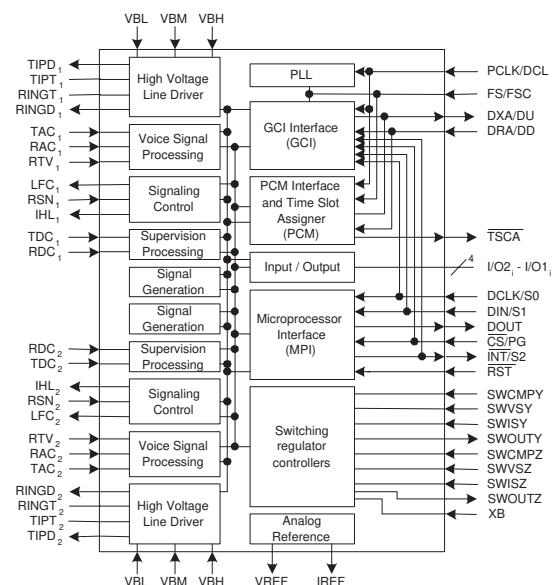 VBL VBM VBH
TIPD1
TIPT1
RINGT1
RINGD1
TAC1
RAC1
RTV1
LFC1
RSN1
IHL1
TDC1
RDC1
RDC2
TDC2
IHL2
RSN2
LFC2
RTV2
RAC2
TAC2
RINGD2
RINGT2
TIPT2
TIPD2
High Voltage
Line Driver
Voice Signal
Processing
Signaling
Control
Supervision
Processing
Signal
Generation
Signal
Generation
Supervision
Processing
Signaling
Control
Voice Signal
Processing
High Voltage
Line Driver
PLL
GCI Interface
(GCI)
PCM Interface
and Time Slot
Assigner
(PCM)
Input / Output
Microprocessor
Interface
(MPI)
Switching
regulator
controllers
Analog
Reference
PCLK/DCL
FS/FSC
DXA/DU
DRA/DD
TSCA
4
I/O2i - I/O1i
DCLK/S0
DIN/S1
DOUT
CS/PG
INT/S2
RST
SWCMPY
SWVSY
SWISY
SWOUTY
SWCMPZ
SWVSZ
SWISZ
SWOUTZ
XB
VBL VBM VBH VREF IREF